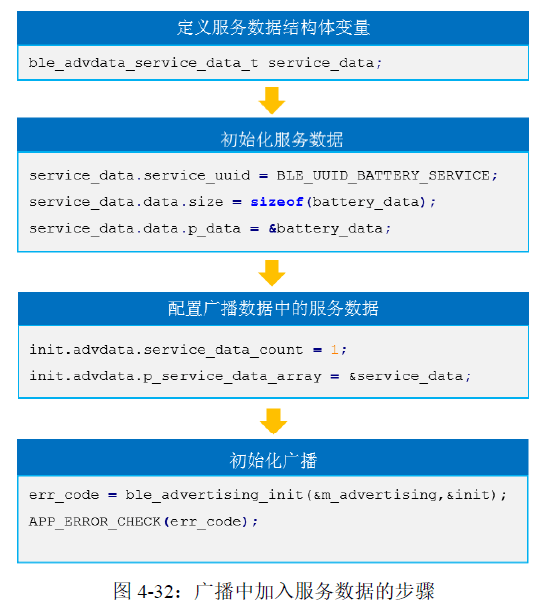 定义服务数据结构体变量
ble_advdata_service_data_t service_data;
初始化服务数据
service_data.service_uuid = BLE_UUID_BATTERY_SERVICE;
service_data.data.size = sizeof(battery_data);
service_data.data.p_data = &battery_data;
配置广播数据中的服务数据
init.advdata.service_data_count = 1;
init.advdata.p_service_data_array = &service_data;
初始化广播
err_code = ble_advertising_init(&m_advertising,&init);
APP_ERROR_CHECK(err_code);
图 4-32：广播中加入服务数据的步骤